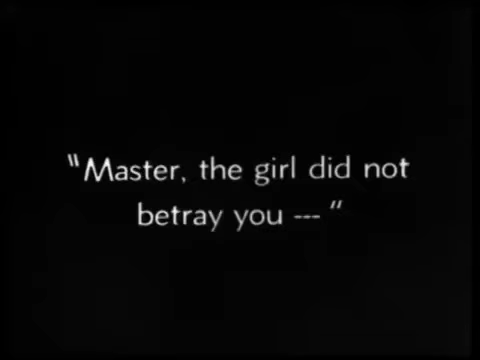 "Master, the girl did not
betray you --- "